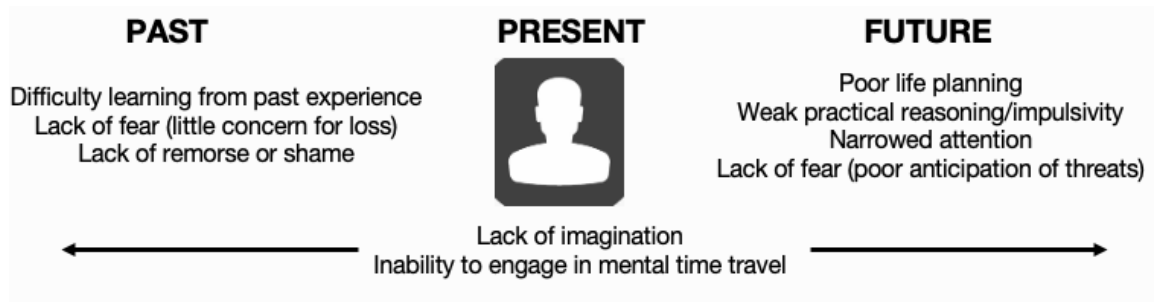 PAST
Difficulty learning from past experience
Lack of fear (little concern for loss)
Lack of remorse or shame
PRESENT
Lack of imagination
Inability to engage in mental time travel
FUTURE
Poor life planning
Weak practical reasoning/impulsivity
Narrowed attention
Lack of fear (poor anticipation of threats)